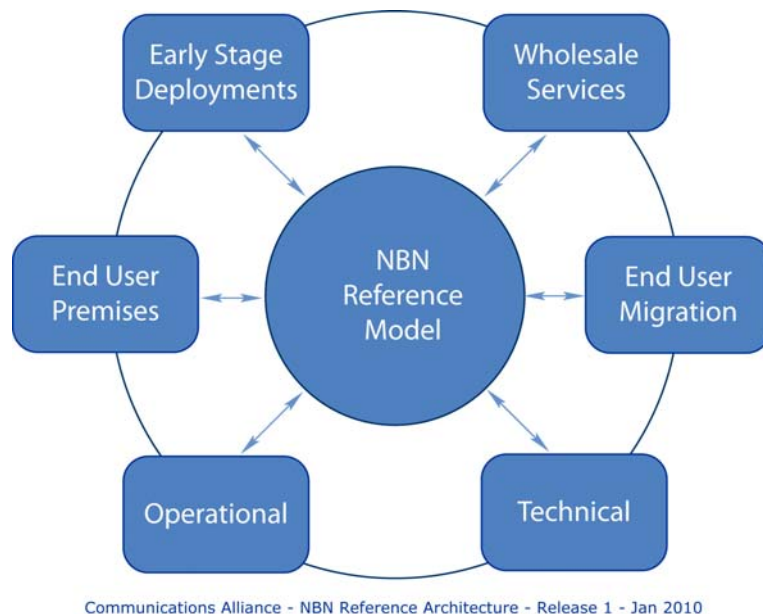 Early Stage
Deployments
Wholesale
Services
End User
Premises
NBN
Reference
Model
End User
Migration
Operational
Technical
Communications Alliance - NBN Reference Architecture - Release 1 - Jan 2010